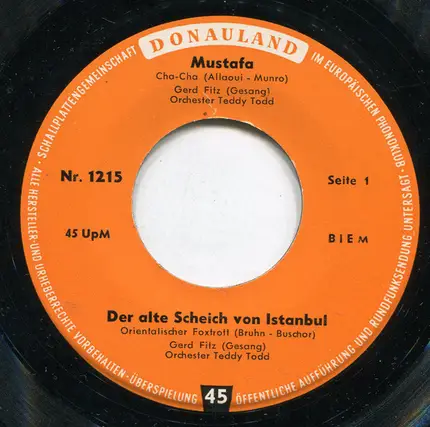 DONAULAND
SCHALLPLATTENGEMEINSCHAFT
IM EUROPÄISCHEN PHONOKLUB
Mustafa
Cha-Cha (Allaoui - Munro)
Gerd Fitz (Gesang)
Orchester Teddy Todd
Nr. 1215
Seite 1
45 UpM
BIEM
Der alte Scheich von Istanbul
Orientalischer Foxtrott (Bruhn - Buschor)
Gerd Fitz (Gesang)
Orchester Teddy Todd
· ALLE HERSTELLER- UND URHEBERRECHTE VORBEHALTEN - ÜBERSPIELUNG
45
ÖFFENTLICHE AUFFÜHRUNG UND RUNDFUNKSENDUNG UNTERSAGT ·